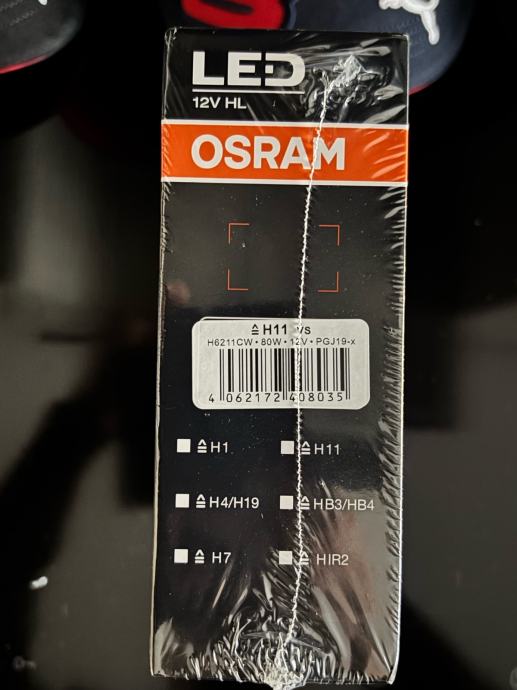 LED
12V HL
OSRAM
≙ H11 vs
H6211CW • 80W • 12V • PGJ19-x
4 062172 408035
≙ H1
≙ H11
≙ H4/H19
≙ HB3/HB4
≙ H7
≙ HIR2